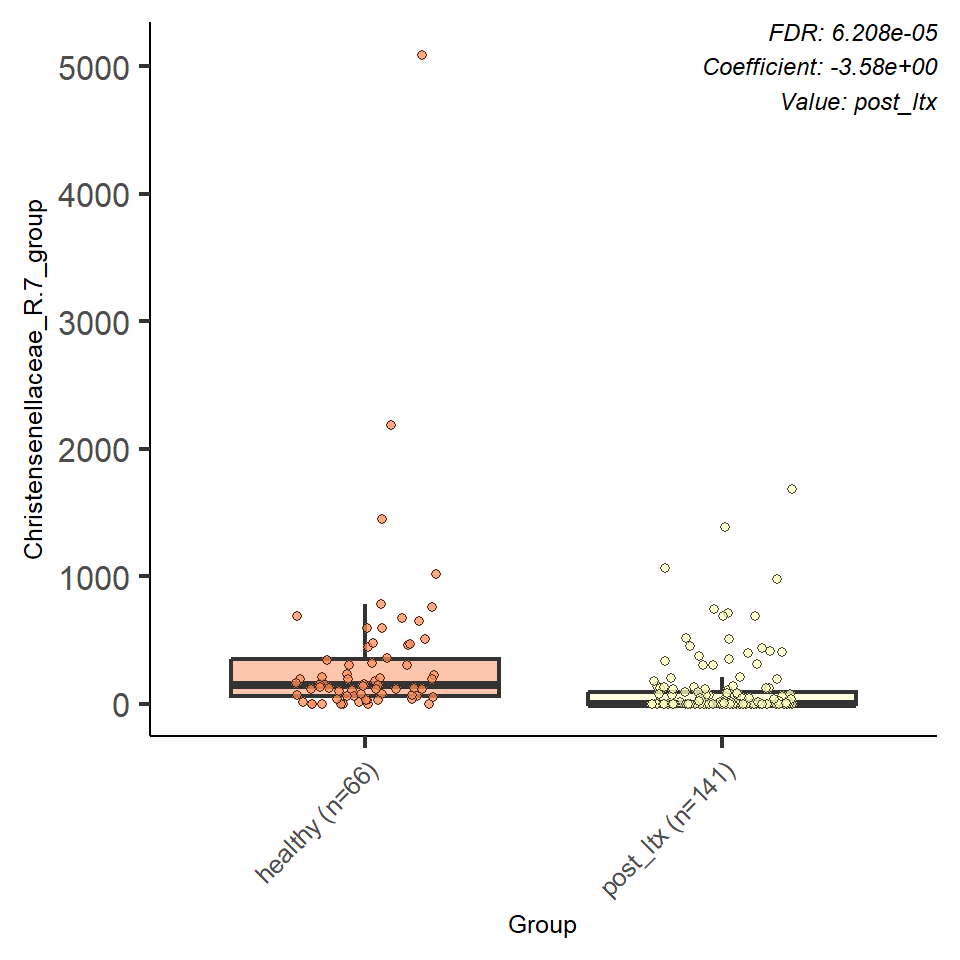 FDR: 6.208e-05
Coefficient: -3.58e+00
Value: post_ltx
Christensenellaceae_R.7_group
5000
4000
3000
2000
1000
0
healthy (n=66)
post_ltx (n=141)
Group